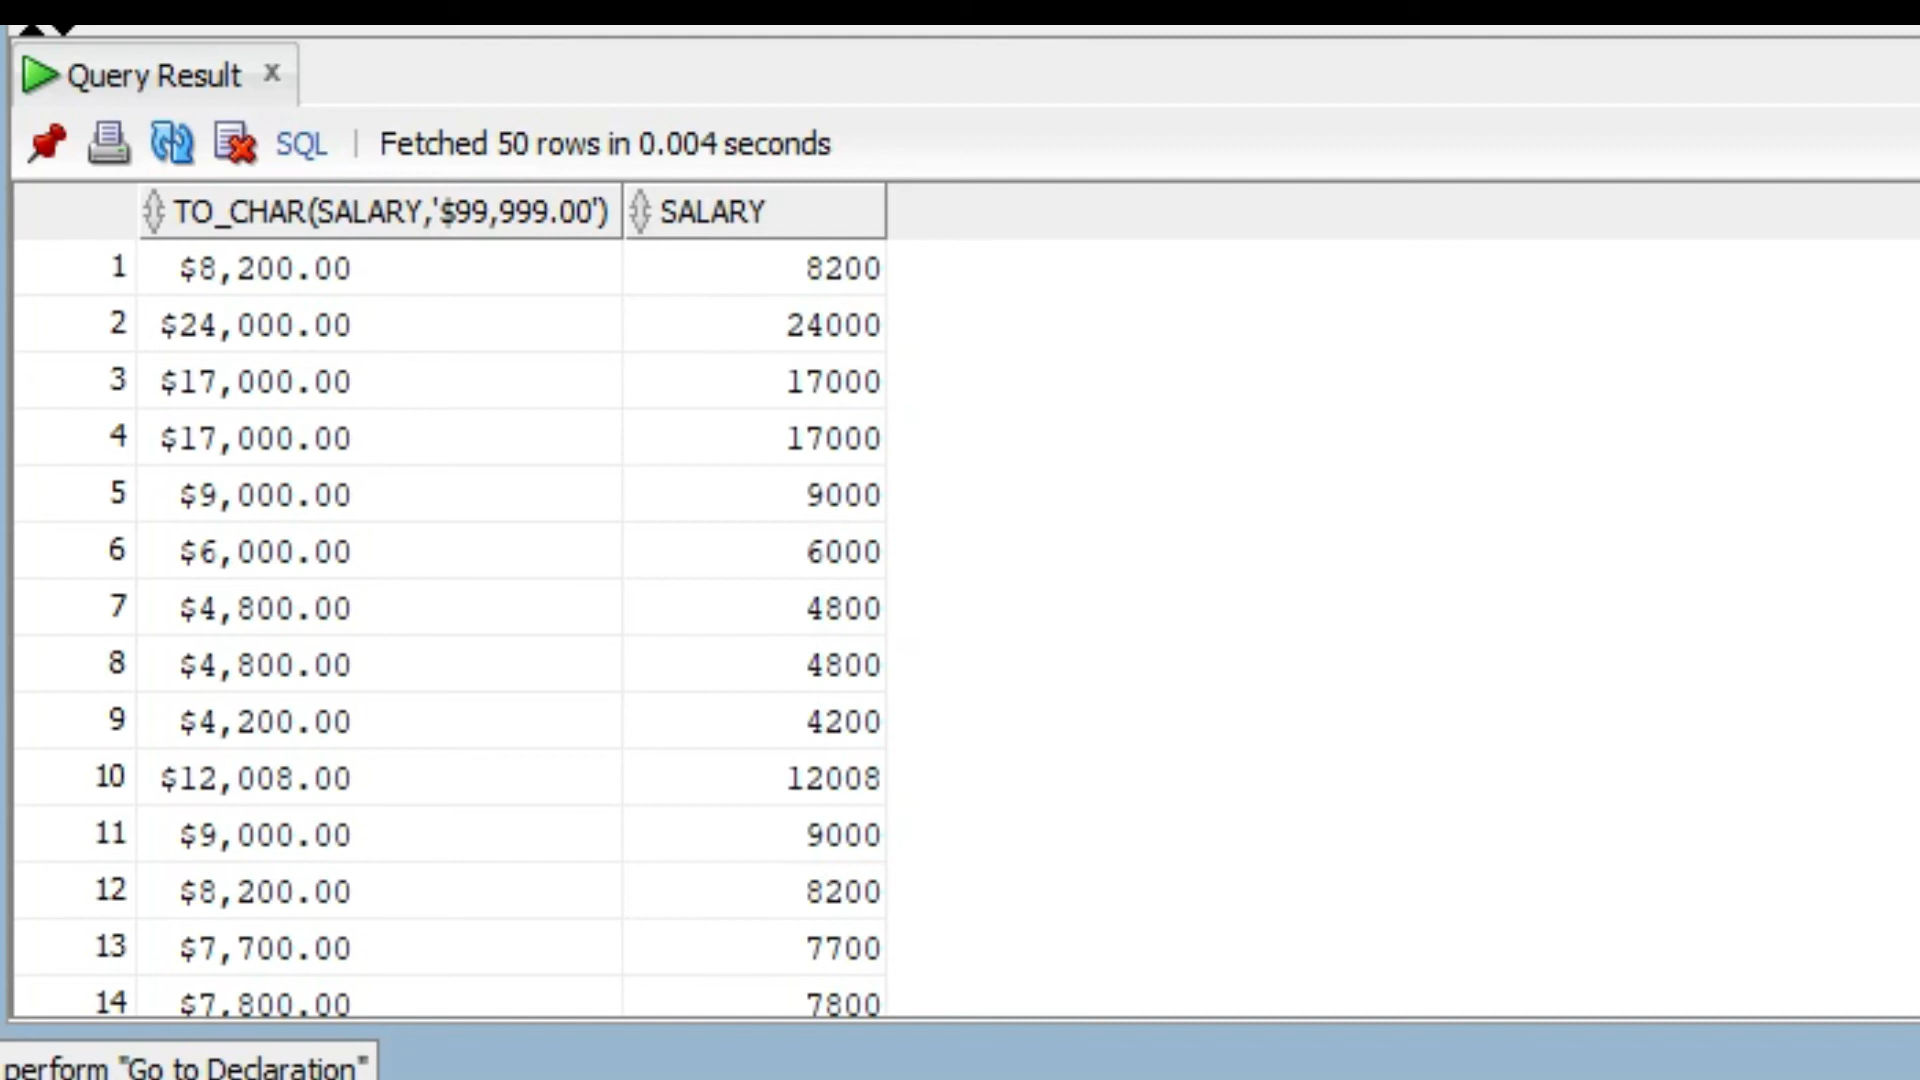 Query Result x
SQL | Fetched 50 rows in 0.004 seconds
TO_CHAR(SALARY,'$99,999.00') SALARY
1 $8,200.00 8200
2 $24,000.00 24000
3 $17,000.00 17000
4 $17,000.00 17000
5 $9,000.00 9000
6 $6,000.00 6000
7 $4,800.00 4800
8 $4,800.00 4800
9 $4,200.00 4200
10 $12,008.00 12008
11 $9,000.00 9000
12 $8,200.00 8200
13 $7,700.00 7700
14 $7,800.00 7800
perform "Go to Declaration"